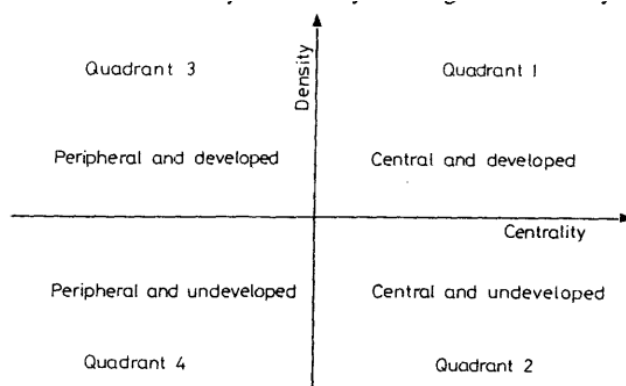 Quadrant 3
Quadrant 1
Density
Peripheral and developed
Central and developed
Centrality
Peripheral and undeveloped
Central and undeveloped
Quadrant 4
Quadrant 2